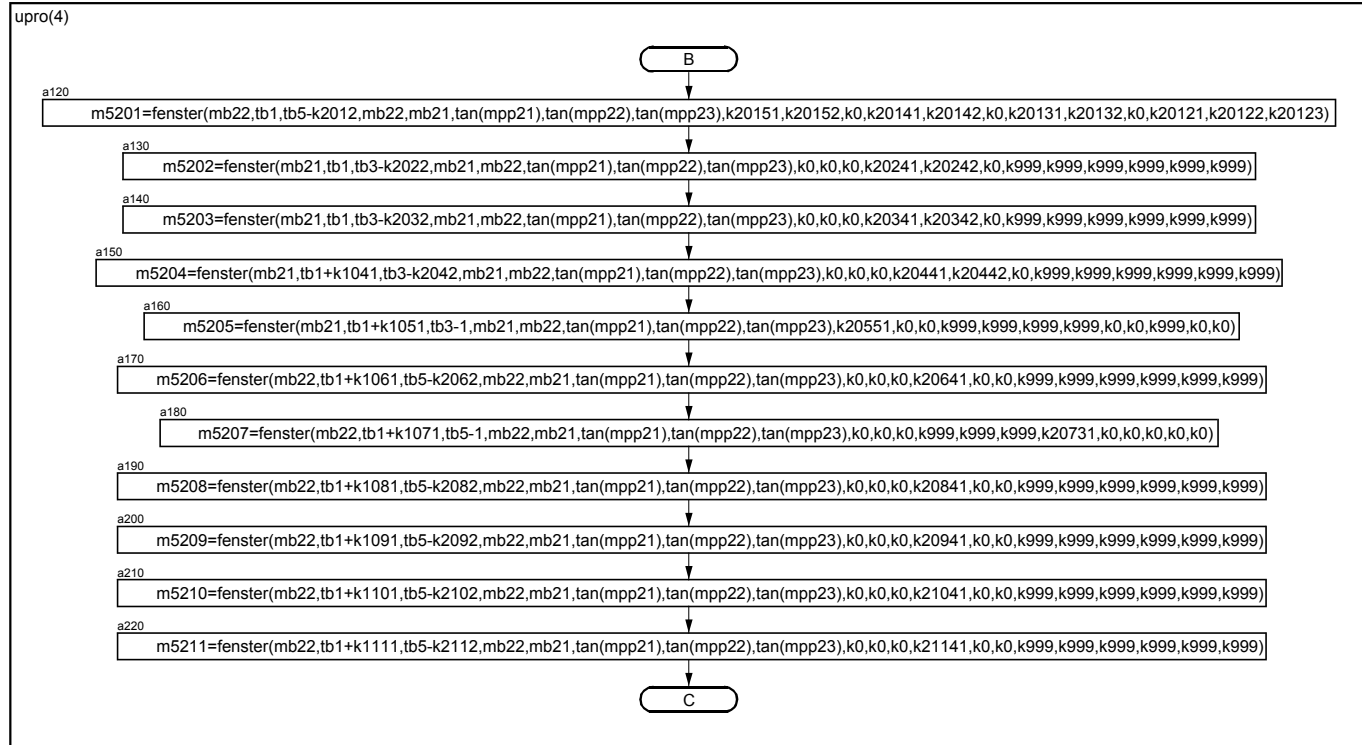 upro(4)
B
a120
m5201=fenster(mb22,tb1,tb5-k2012,mb22,mb21,tan(mpp21),tan(mpp22),tan(mpp23),k20151,k20152,k0,k20141,k20142,k0,k20131,k20132,k0,k20121,k20122,k20123)
a130
m5202=fenster(mb21,tb1,tb3-k2022,mb21,mb22,tan(mpp21),tan(mpp22),tan(mpp23),k0,k0,k0,k20241,k20242,k0,k999,k999,k999,k999,k999,k999)
a140
m5203=fenster(mb21,tb1,tb3-k2032,mb21,mb22,tan(mpp21),tan(mpp22),tan(mpp23),k0,k0,k0,k20341,k20342,k0,k999,k999,k999,k999,k999,k999)
a150
m5204=fenster(mb21,tb1+k1041,tb3-k2042,mb21,mb22,tan(mpp21),tan(mpp22),tan(mpp23),k0,k0,k0,k20441,k20442,k0,k999,k999,k999,k999,k999,k999)
a160
m5205=fenster(mb21,tb1+k1051,tb3-1,mb21,mb22,tan(mpp21),tan(mpp22),tan(mpp23),k20551,k0,k0,k999,k999,k999,k999,k0,k0,k999,k0,k0)
a170
m5206=fenster(mb22,tb1+k1061,tb5-k2062,mb22,mb21,tan(mpp21),tan(mpp22),tan(mpp23),k0,k0,k0,k20641,k0,k0,k999,k999,k999,k999,k999,k999)
a180
m5207=fenster(mb22,tb1+k1071,tb5-1,mb22,mb21,tan(mpp21),tan(mpp22),tan(mpp23),k0,k0,k0,k999,k999,k999,k20731,k0,k0,k0,k0,k0)
a190
m5208=fenster(mb22,tb1+k1081,tb5-k2082,mb22,mb21,tan(mpp21),tan(mpp22),tan(mpp23),k0,k0,k0,k20841,k0,k0,k999,k999,k999,k999,k999,k999)
a200
m5209=fenster(mb22,tb1+k1091,tb5-k2092,mb22,mb21,tan(mpp21),tan(mpp22),tan(mpp23),k0,k0,k0,k20941,k0,k0,k999,k999,k999,k999,k999,k999)
a210
m5210=fenster(mb22,tb1+k1101,tb5-k2102,mb22,mb21,tan(mpp21),tan(mpp22),tan(mpp23),k0,k0,k0,k21041,k0,k0,k999,k999,k999,k999,k999,k999)
a220
m5211=fenster(mb22,tb1+k1111,tb5-k2112,mb22,mb21,tan(mpp21),tan(mpp22),tan(mpp23),k0,k0,k0,k21141,k0,k0,k999,k999,k999,k999,k999,k999)
C